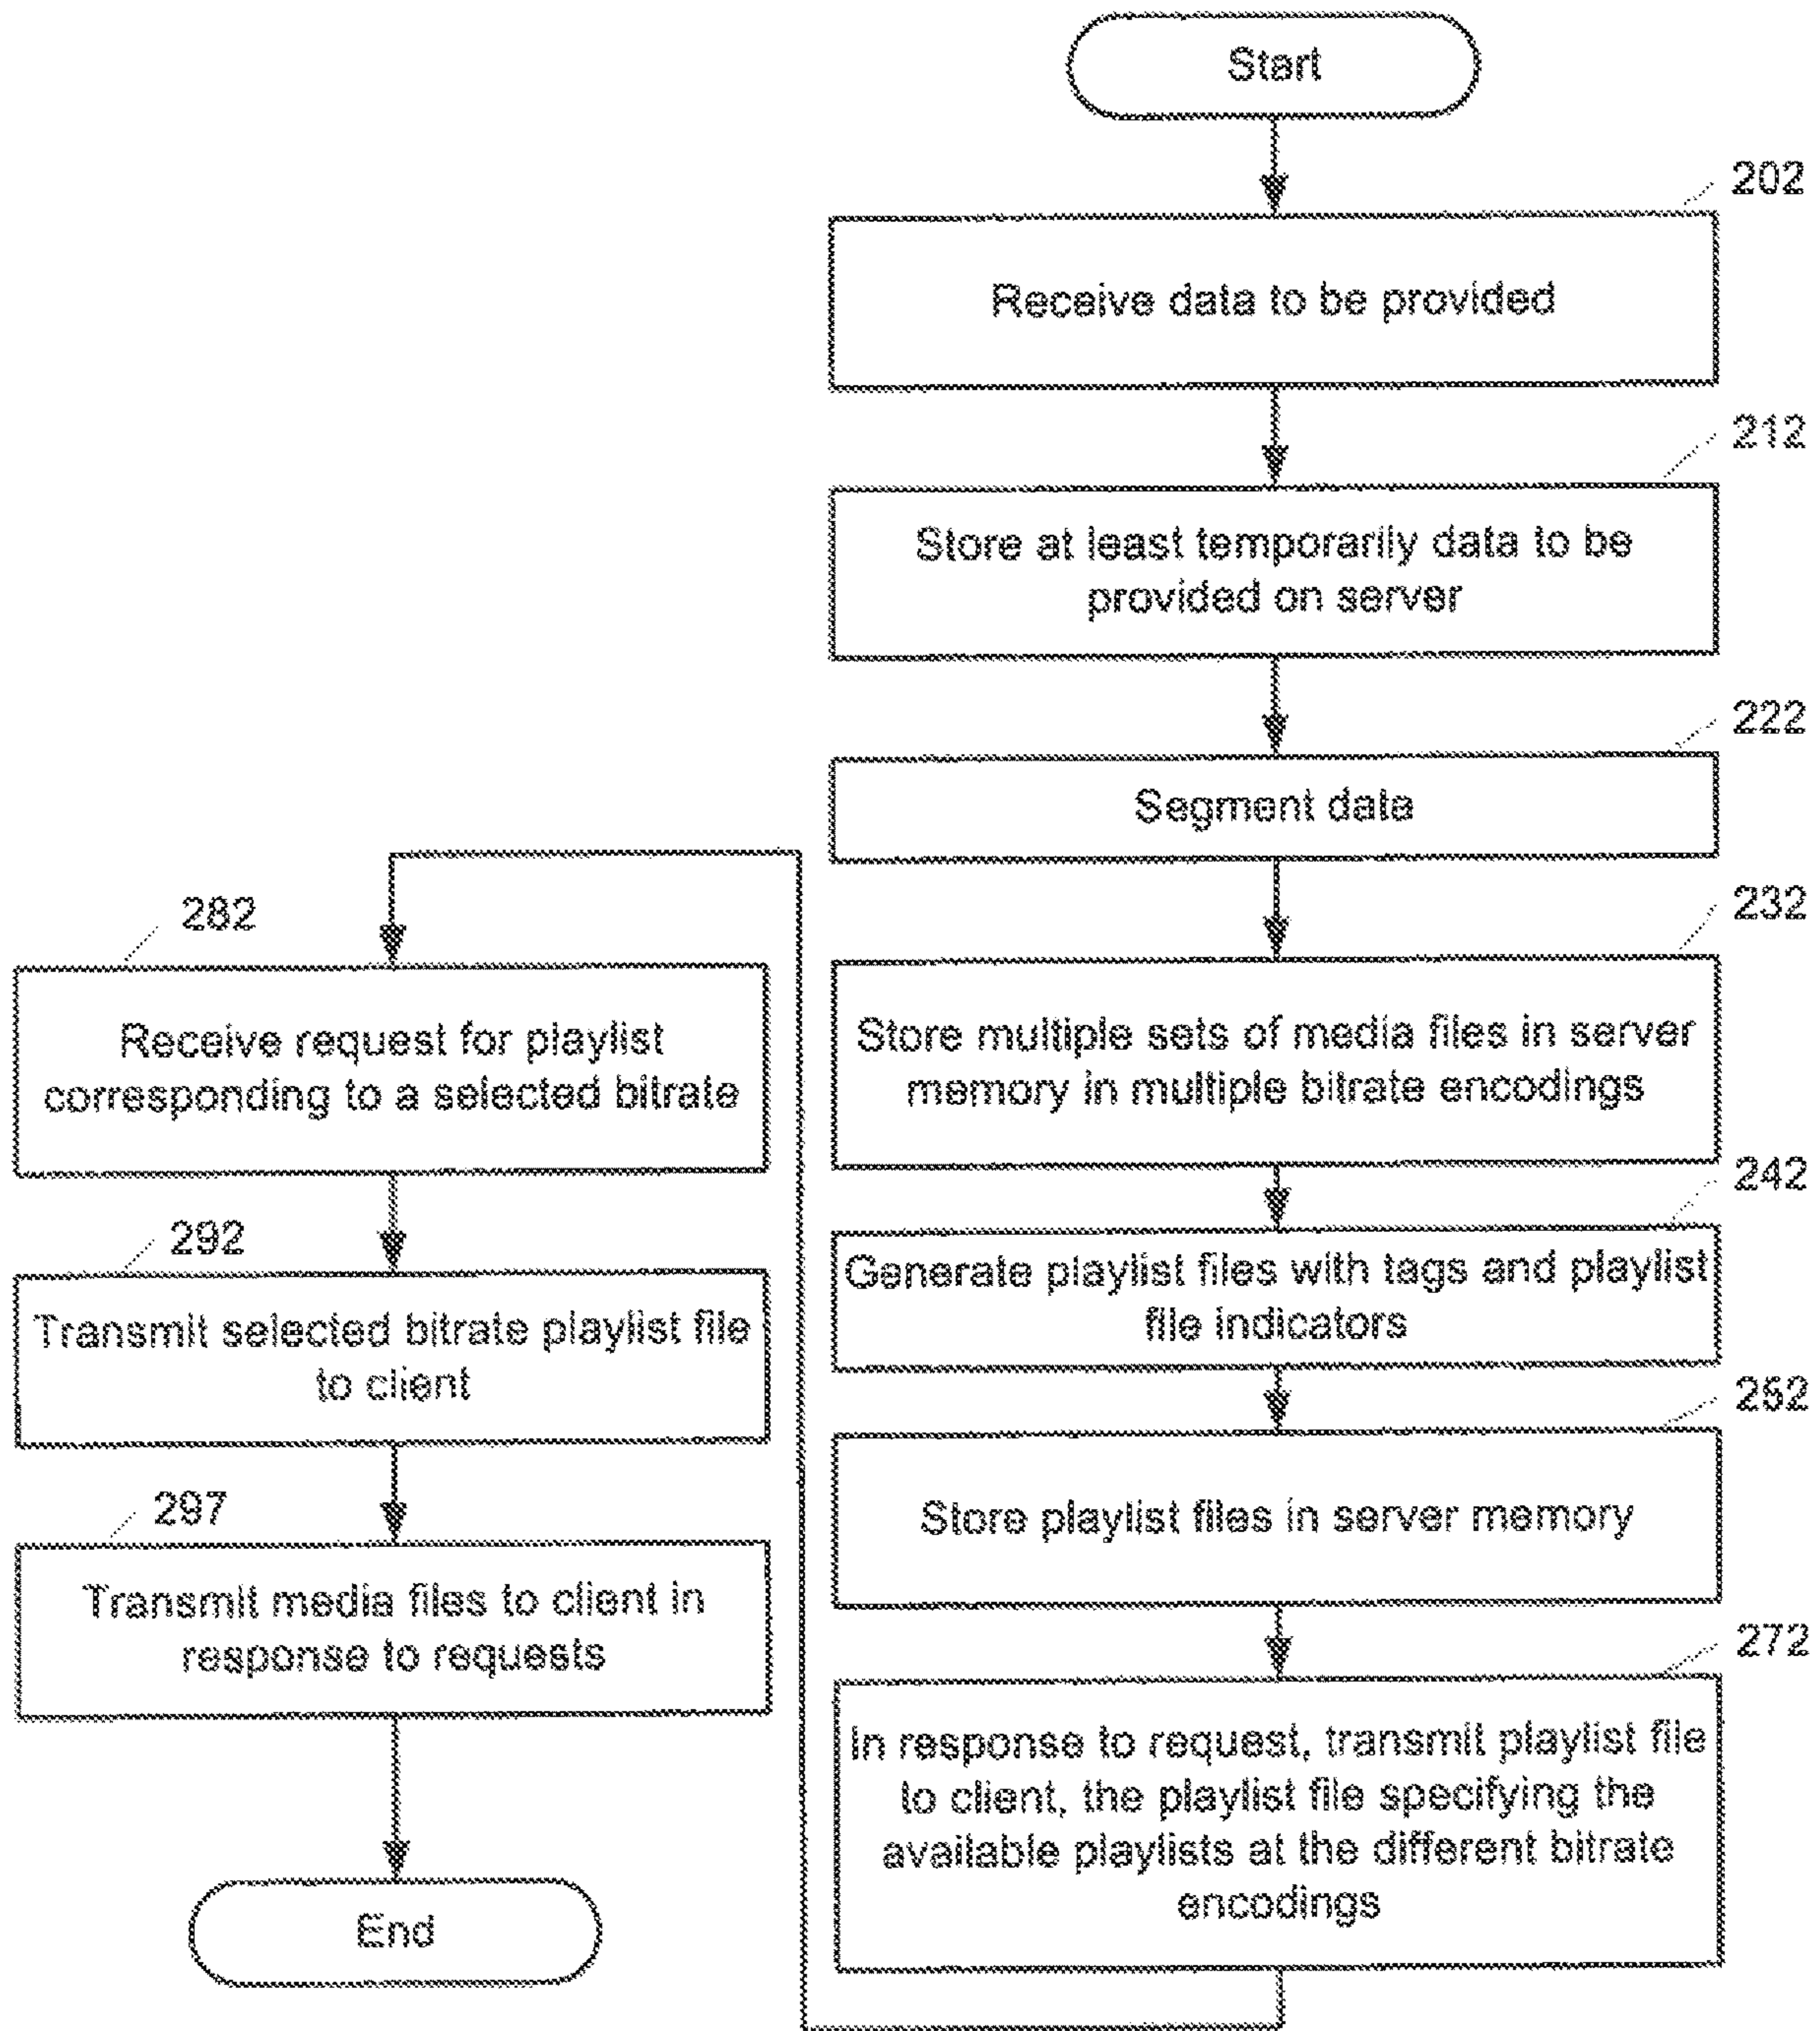 Start
202
Receive data to be provided
212
Store at least temporarily data to be
provided on server
222
Segment data
232
Store multiple sets of media files in server
memory in multiple bitrate encodings
242
Generate playlist files with tags and playlist
file indicators
252
Store playlist files in server memory
272
In response to request, transmit playlist file
to client, the playlist file specifying the
available playlists at the different bitrate
encodings
282
Receive request for playlist
corresponding to a selected bitrate
292
Transmit selected bitrate playlist file
to client
297
Transmit media files to client in
response to requests
End